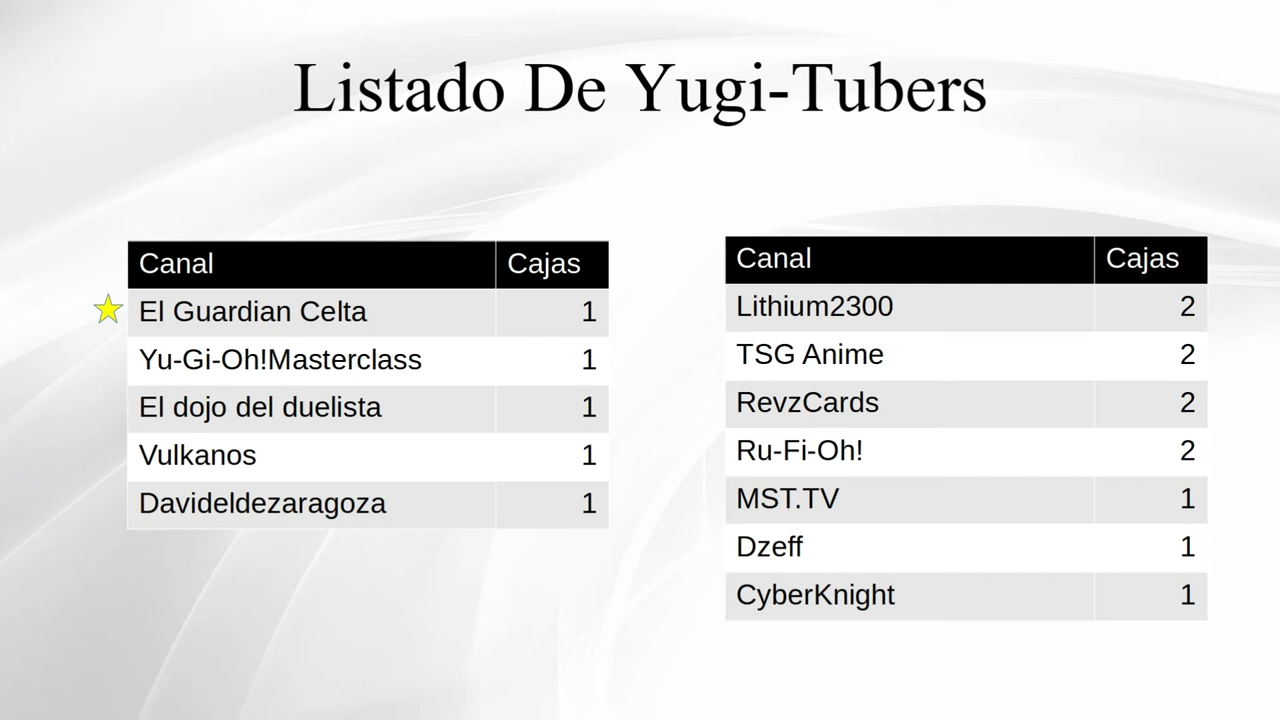 Listado De Yugi-Tubers
Canal Cajas
El Guardian Celta 1
Yu-Gi-Oh!Masterclass 1
El dojo del duelista 1
Vulkanos 1
Davideldezaragoza 1
Canal Cajas
Lithium2300 2
TSG Anime 2
RevzCards 2
Ru-Fi-Oh! 2
MST.TV 1
Dzeff 1
CyberKnight 1